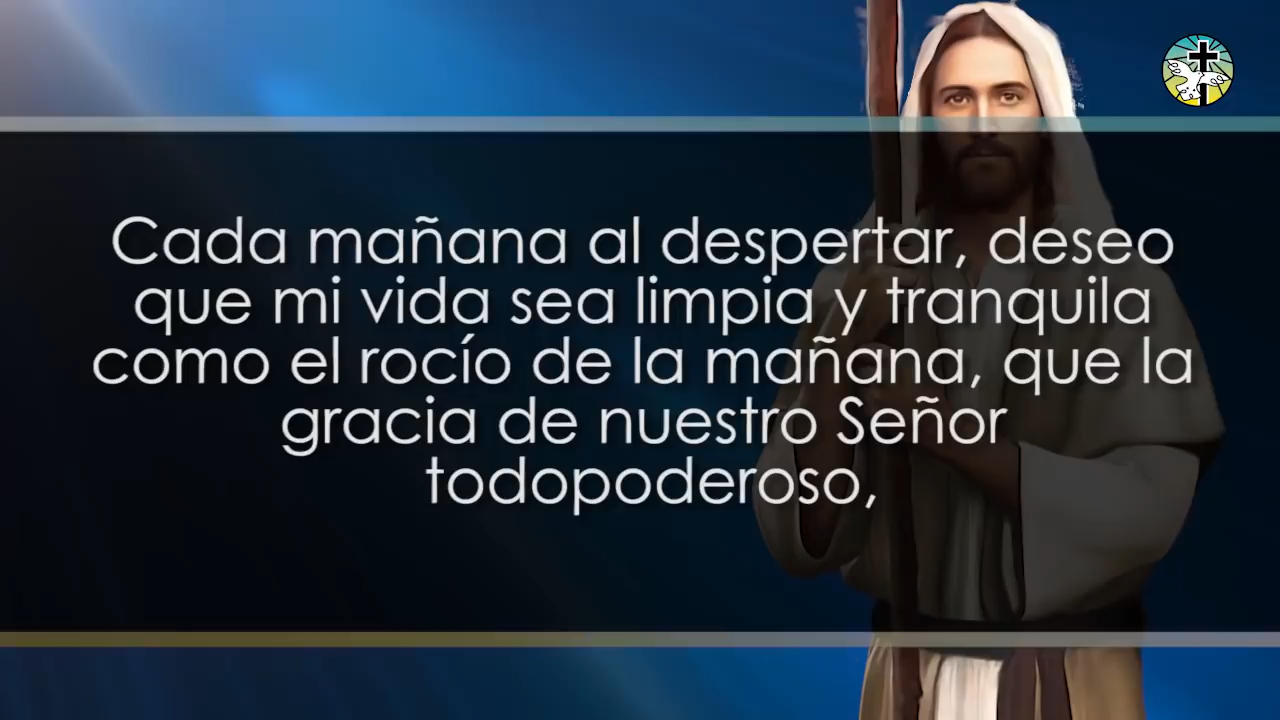 Cada mañana al despertar, deseo
que mi vida sea limpia y tranquila
como el rocío de la mañana, que la
gracia de nuestro Señor
todopoderoso,